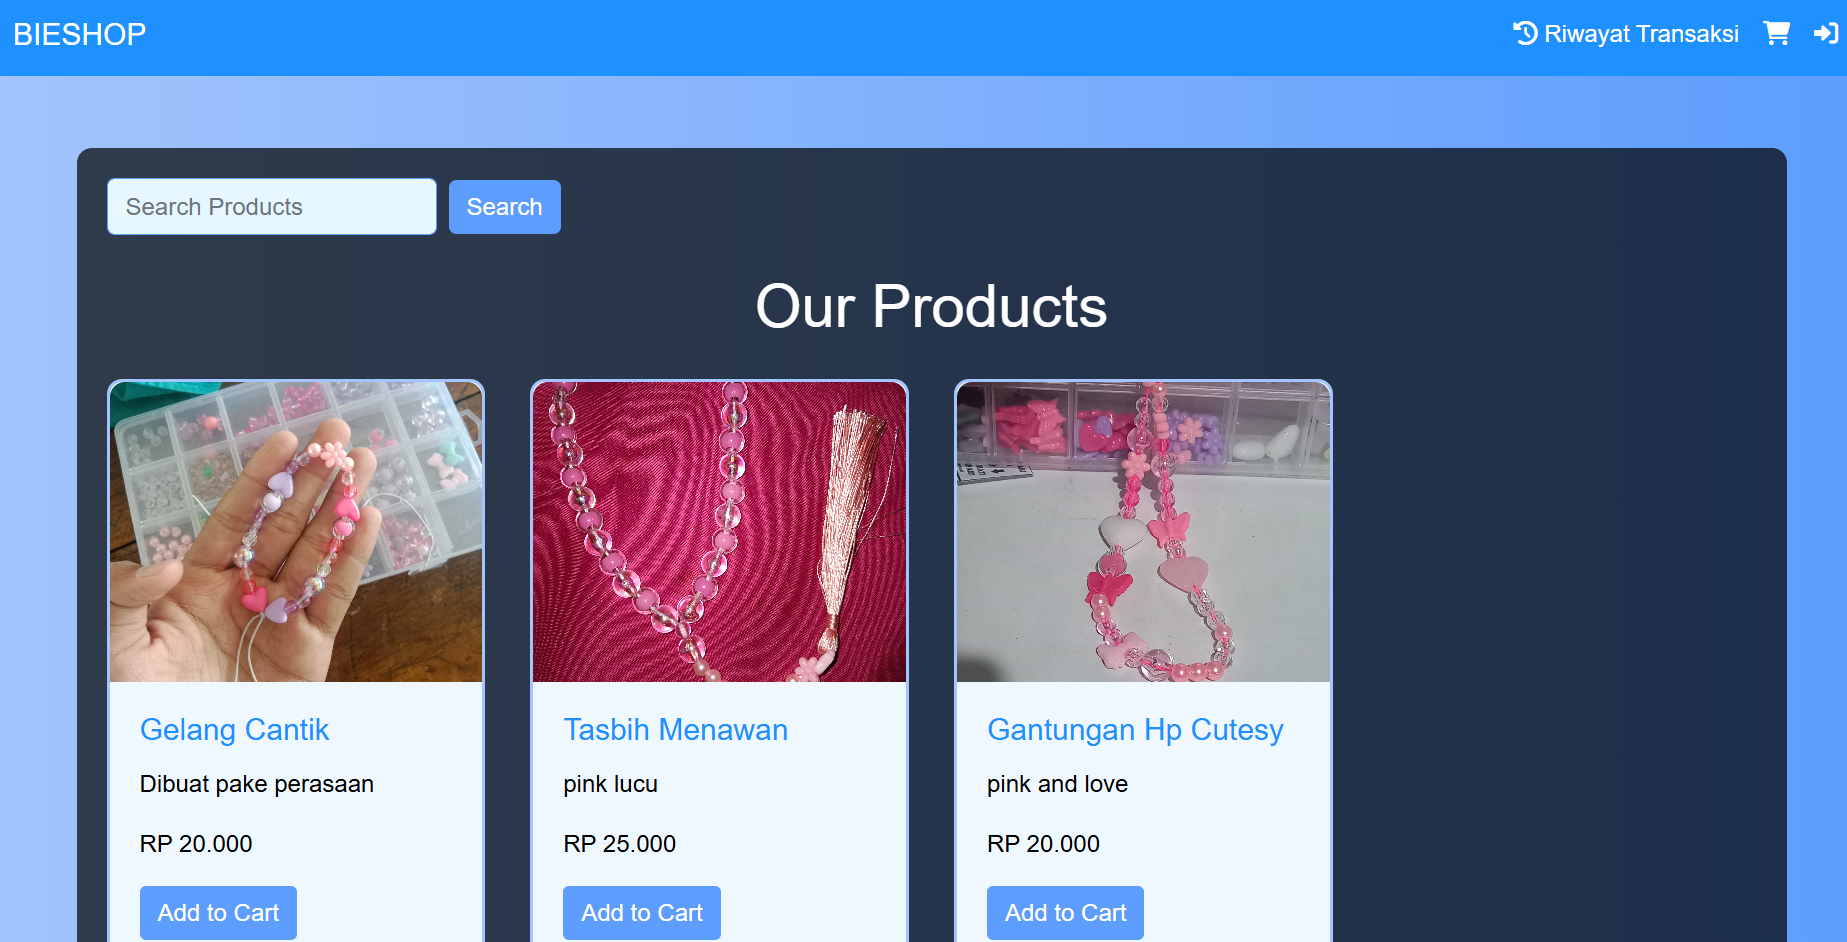 BIESHOP
Riwayat Transaksi
Search Products
Search
Our Products
Gelang Cantik
Dibuat pake perasaan
RP 20.000
Add to Cart
Tasbih Menawan
pink lucu
RP 25.000
Add to Cart
Gantungan Hp Cutesy
pink and love
RP 20.000
Add to Cart